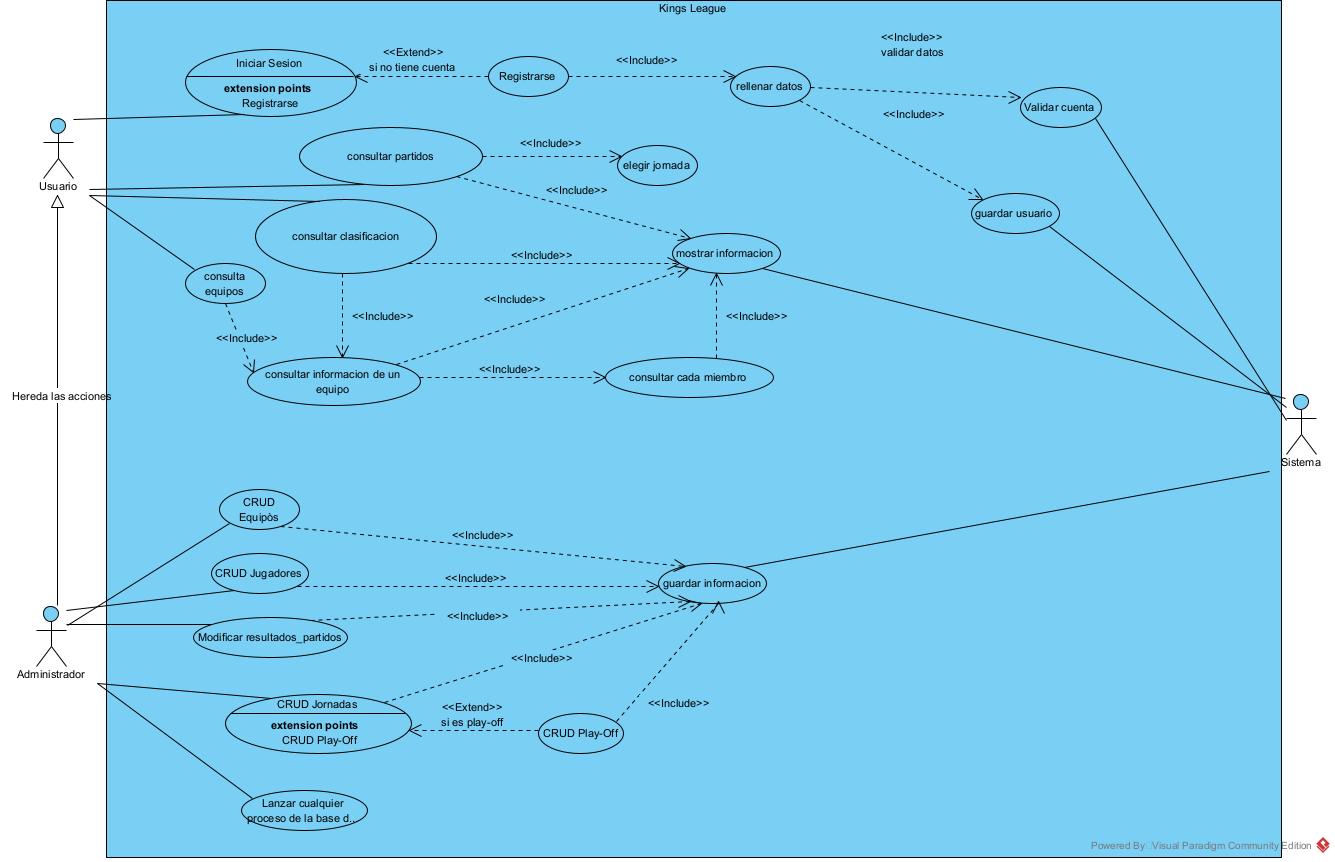 Kings League
<<Extend>>
si no tiene cuenta
<<Include>>
<<Include>>
validar datos
Iniciar Sesion
extension points
Registrarse
Registrarse
rellenar datos
Validar cuenta
<<Include>>
Usuario
consultar partidos
<<Include>>
elegir jornada
<<Include>>
guardar usuario
consultar clasificacion
mostrar informacion
<<Include>>
consulta
equipos
<<Include>>
<<Include>>
<<Include>>
<<Include>>
consultar informacion de un
equipo
<<Include>>
consultar cada miembro
Hereda las acciones
Sistema
CRUD
Equipòs
<<Include>>
CRUD Jugadores
<<Include>>
guardar informacion
<<Include>>
Modificar resultados_partidos
Administrador
<<Include>>
CRUD Jornadas
extension points
CRUD Play-Off
<<Extend>>
si es play-off
<<Include>>
CRUD Play-Off
Lanzar cualquier
proceso de la base d..
Powered By Visual Paradigm Community Edition